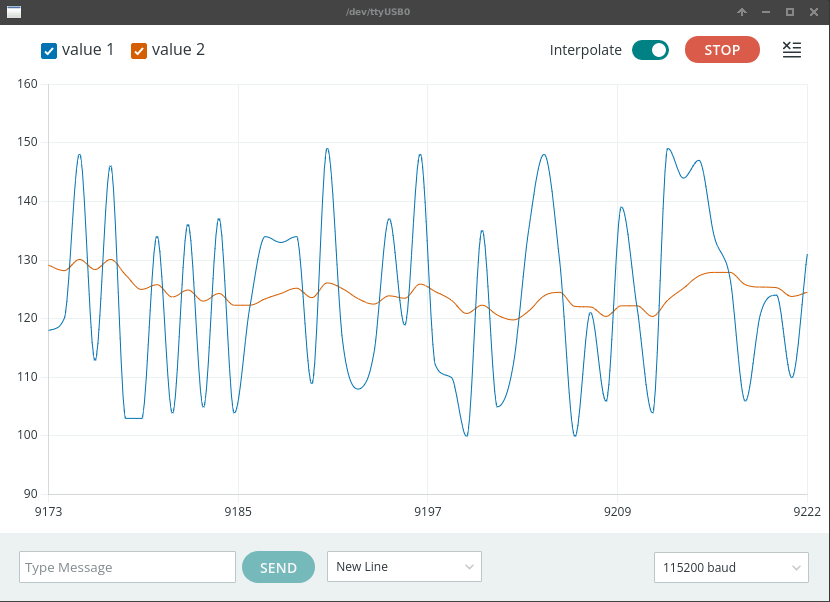 /dev/ttyUSB0
value 1 value 2 Interpolate STOP
160
150
140
130
120
110
100
90
9173 9185 9197 9209 9222
Type Message SEND New Line 115200 baud